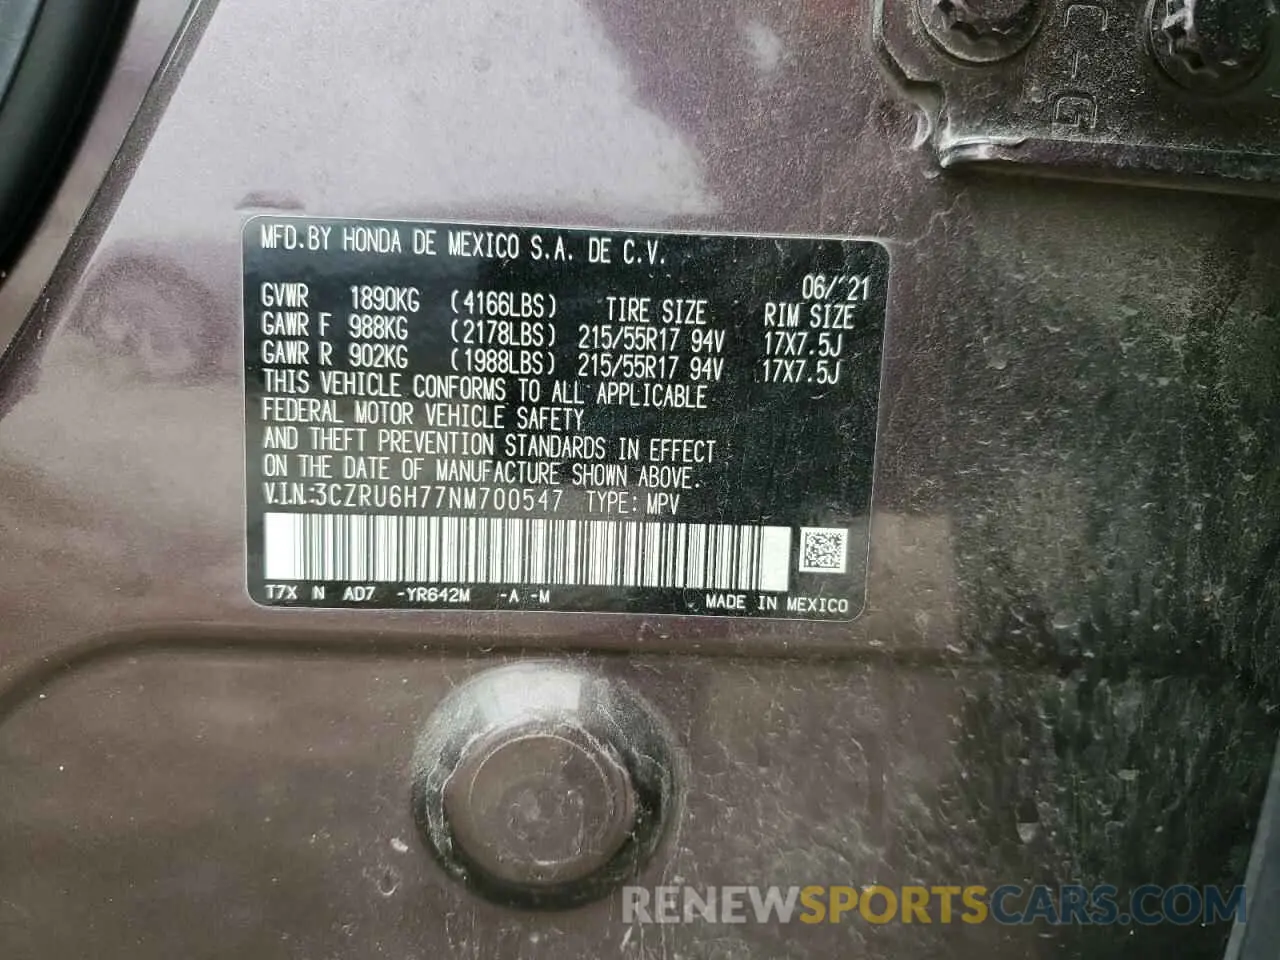 C-G
MFD.BY HONDA DE MEXICO S.A. DE C.V.
06/'21
GVWR 1890KG (4166LBS) TIRE SIZE RIM SIZE
GAWR F 988KG (2178LBS) 215/55R17 94V 17X7.5J
GAWR R 902KG (1988LBS) 215/55R17 94V 17X7.5J
THIS VEHICLE CONFORMS TO ALL APPLICABLE
FEDERAL MOTOR VEHICLE SAFETY
AND THEFT PREVENTION STANDARDS IN EFFECT
ON THE DATE OF MANUFACTURE SHOWN ABOVE.
V.I.N.:3CZRU6H77NM700547 TYPE: MPV
T7X N AD7 -YR642M -A -M MADE IN MEXICO
RENEWSPORTSCARS.COM